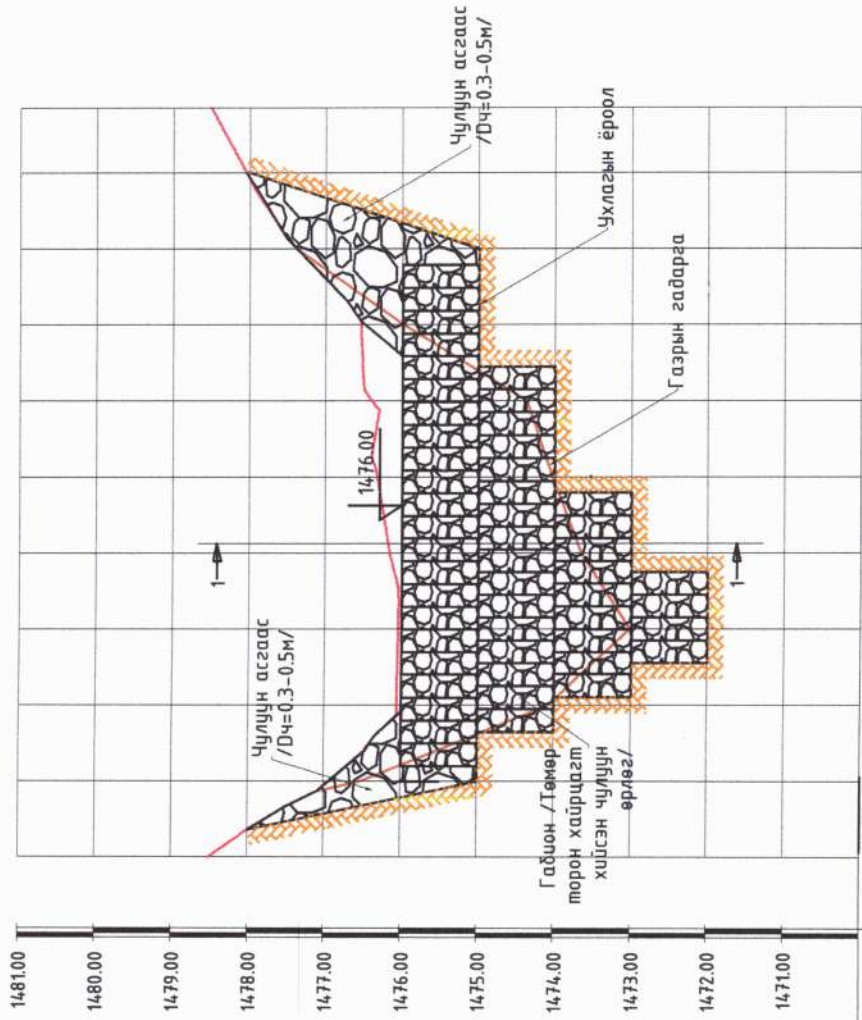 1481.00
1480.00
1479.00
1478.00
1477.00
1476.00
1475.00
1474.00
1473.00
1472.00
1471.00
Чулуун асгаас
/Dч=0.3-0.5м/
Чулуун асгаас
/Dч=0.3-0.5м/
1
1476.00
Ухлагын ёроол
Газрын гадарга
Габион /Төмөр
торон хайрцагт
хийсэн чулуун
өрлөг/
1